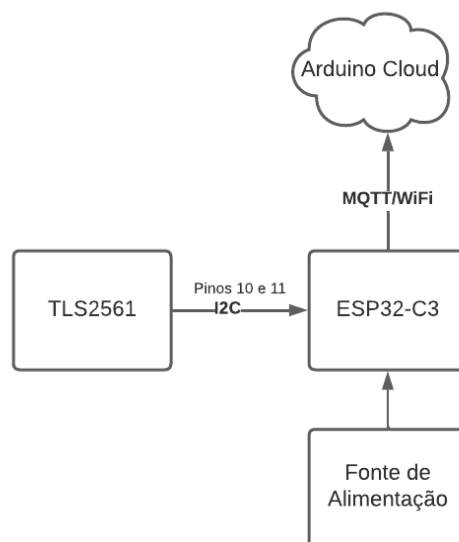 Arduino Cloud
MQTT/WiFi
TLS2561
Pinos 10 e 11
I2C
ESP32-C3
Fonte de
Alimentação